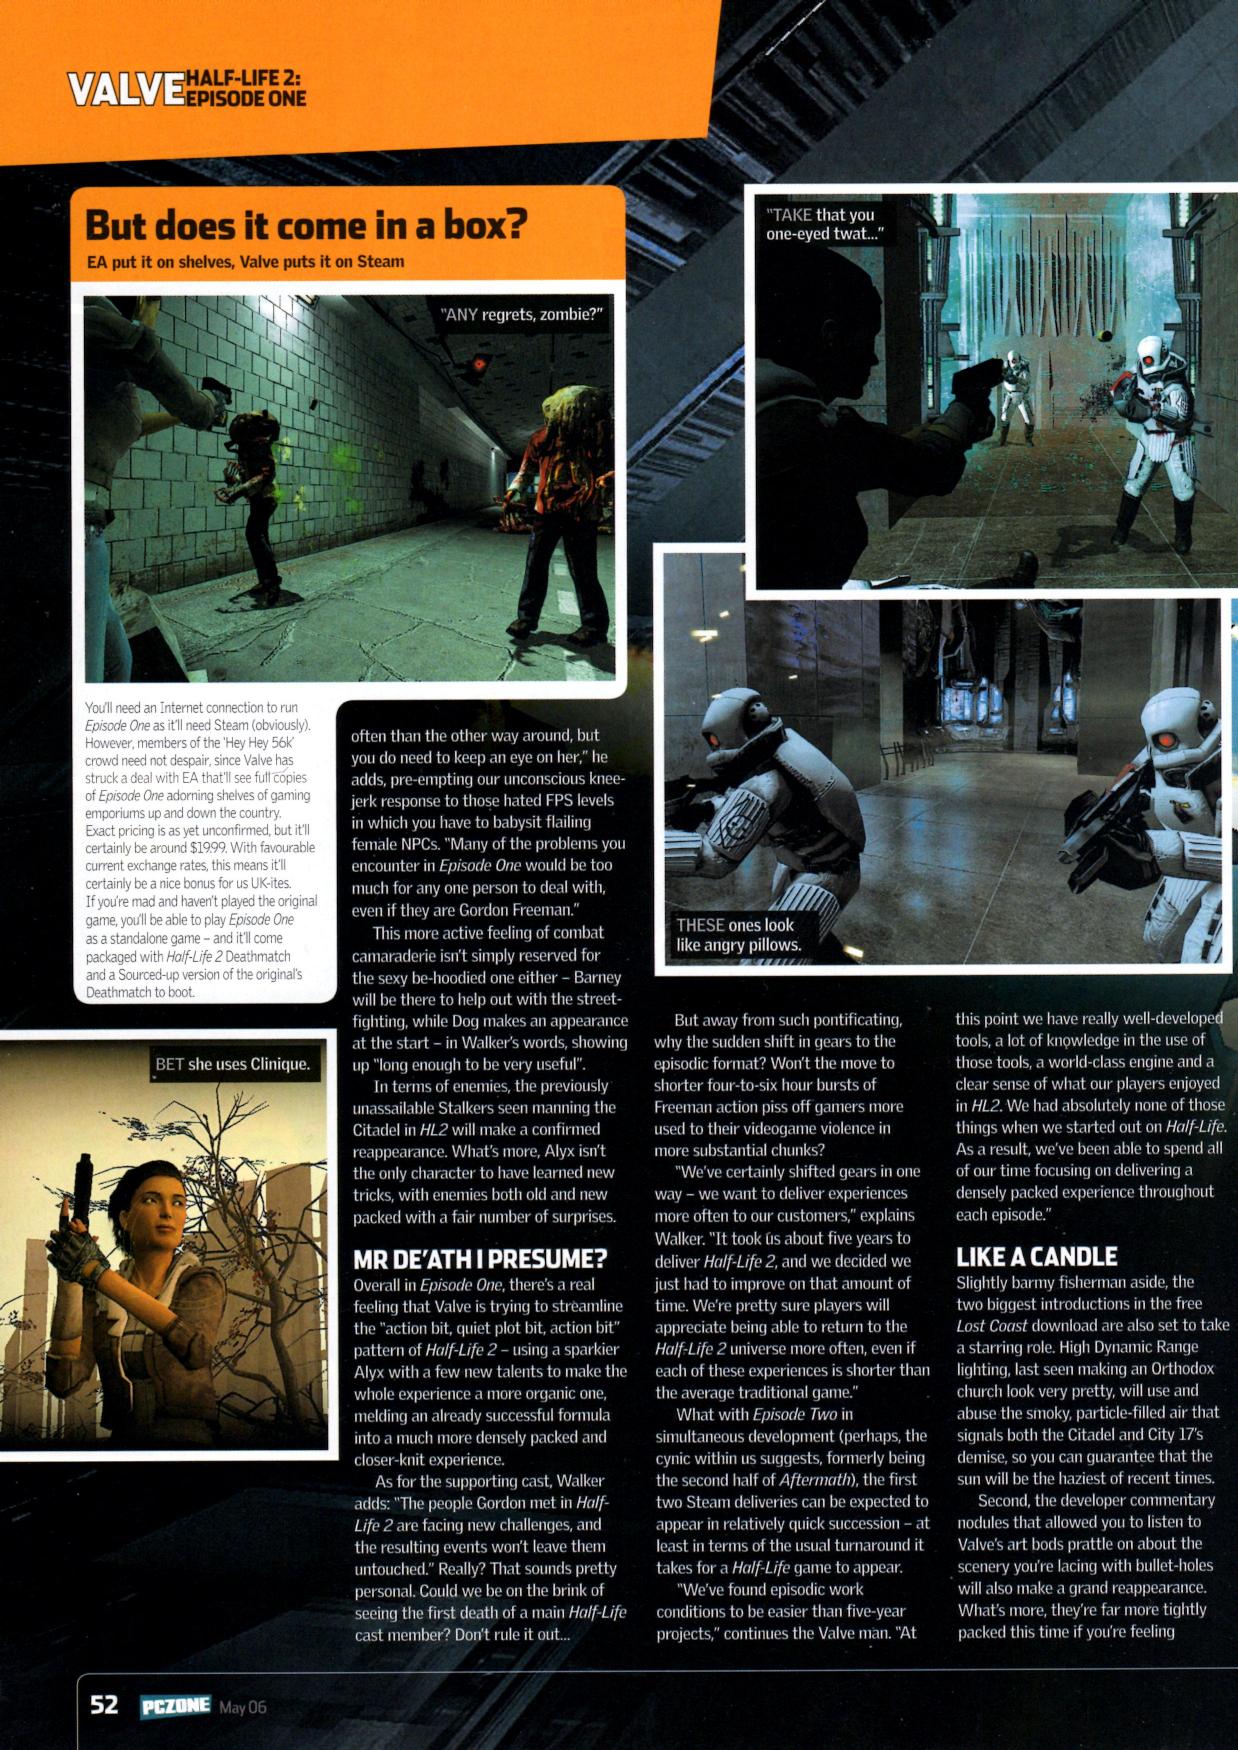 VALVE HALF-LIFE 2:
EPISODE ONE
But does it come in a box?
EA put it on shelves, Valve puts it on Steam
"ANY regrets, zombie?"
You'll need an Internet connection to run
Episode One as it'll need Steam (obviously).
However, members of the 'Hey Hey 56k'
crowd need not despair, since Valve has
struck a deal with EA that'll see full copies
of Episode One adorning shelves of gaming
emporiums up and down the country.
Exact pricing is as yet unconfirmed, but it'll
certainly be around $19.99. With favourable
current exchange rates, this means it'll
certainly be a nice bonus for us UK-ites.
If you're mad and haven't played the original
game, you'll be able to play Episode One
as a standalone game – and it'll come
packaged with Half-Life 2 Deathmatch
and a Sourced-up version of the original's
Deathmatch to boot.
"TAKE that you
one-eyed twat..."
THESE ones look
like angry pillows.
BET she uses Clinique.
often than the other way around, but
you do need to keep an eye on her," he
adds, pre-empting our unconscious knee-
jerk response to those hated FPS levels
in which you have to babysit flailing
female NPCs. "Many of the problems you
encounter in Episode One would be too
much for any one person to deal with,
even if they are Gordon Freeman."
This more active feeling of combat
camaraderie isn't simply reserved for
the sexy be-hoodied one either – Barney
will be there to help out with the street-
fighting, while Dog makes an appearance
at the start – in Walker's words, showing
up "long enough to be very useful".
In terms of enemies, the previously
unassailable Stalkers seen manning the
Citadel in HL2 will make a confirmed
reappearance. What's more, Alyx isn't
the only character to have learned new
tricks, with enemies both old and new
packed with a fair number of surprises.
MR DE'ATH I PRESUME?
Overall in Episode One, there's a real
feeling that Valve is trying to streamline
the "action bit, quiet plot bit, action bit"
pattern of Half-Life 2 – using a sparkier
Alyx with a few new talents to make the
whole experience a more organic one,
melding an already successful formula
into a much more densely packed and
closer-knit experience.
As for the supporting cast, Walker
adds: "The people Gordon met in Half-
Life 2 are facing new challenges, and
the resulting events won't leave them
untouched." Really? That sounds pretty
personal. Could we be on the brink of
seeing the first death of a main Half-Life
cast member? Don't rule it out...
But away from such pontificating,
why the sudden shift in gears to the
episodic format? Won't the move to
shorter four-to-six hour bursts of
Freeman action piss off gamers more
used to their videogame violence in
more substantial chunks?
"We've certainly shifted gears in one
way – we want to deliver experiences
more often to our customers," explains
Walker. "It took us about five years to
deliver Half-Life 2, and we decided we
just had to improve on that amount of
time. We're pretty sure players will
appreciate being able to return to the
Half-Life 2 universe more often, even if
each of these experiences is shorter than
the average traditional game."
What with Episode Two in
simultaneous development (perhaps, the
cynic within us suggests, formerly being
the second half of Aftermath), the first
two Steam deliveries can be expected to
appear in relatively quick succession – at
least in terms of the usual turnaround it
takes for a Half-Life game to appear.
"We've found episodic work
conditions to be easier than five-year
projects," continues the Valve man. "At
this point we have really well-developed
tools, a lot of knowledge in the use of
those tools, a world-class engine and a
clear sense of what our players enjoyed
in HL2. We had absolutely none of those
things when we started out on Half-Life.
As a result, we've been able to spend all
of our time focusing on delivering a
densely packed experience throughout
each episode."
LIKE A CANDLE
Slightly barmy fisherman aside, the
two biggest introductions in the free
Lost Coast download are also set to take
a starring role. High Dynamic Range
lighting, last seen making an Orthodox
church look very pretty, will use and
abuse the smoky, particle-filled air that
signals both the Citadel and City 17's
demise, so you can guarantee that the
sun will be the haziest of recent times.
Second, the developer commentary
nodules that allowed you to listen to
Valve's art bods prattle on about the
scenery you're lacing with bullet-holes
will also make a grand reappearance.
What's more, they're far more tightly
packed this time if you're feeling
52 PCZONE May 06